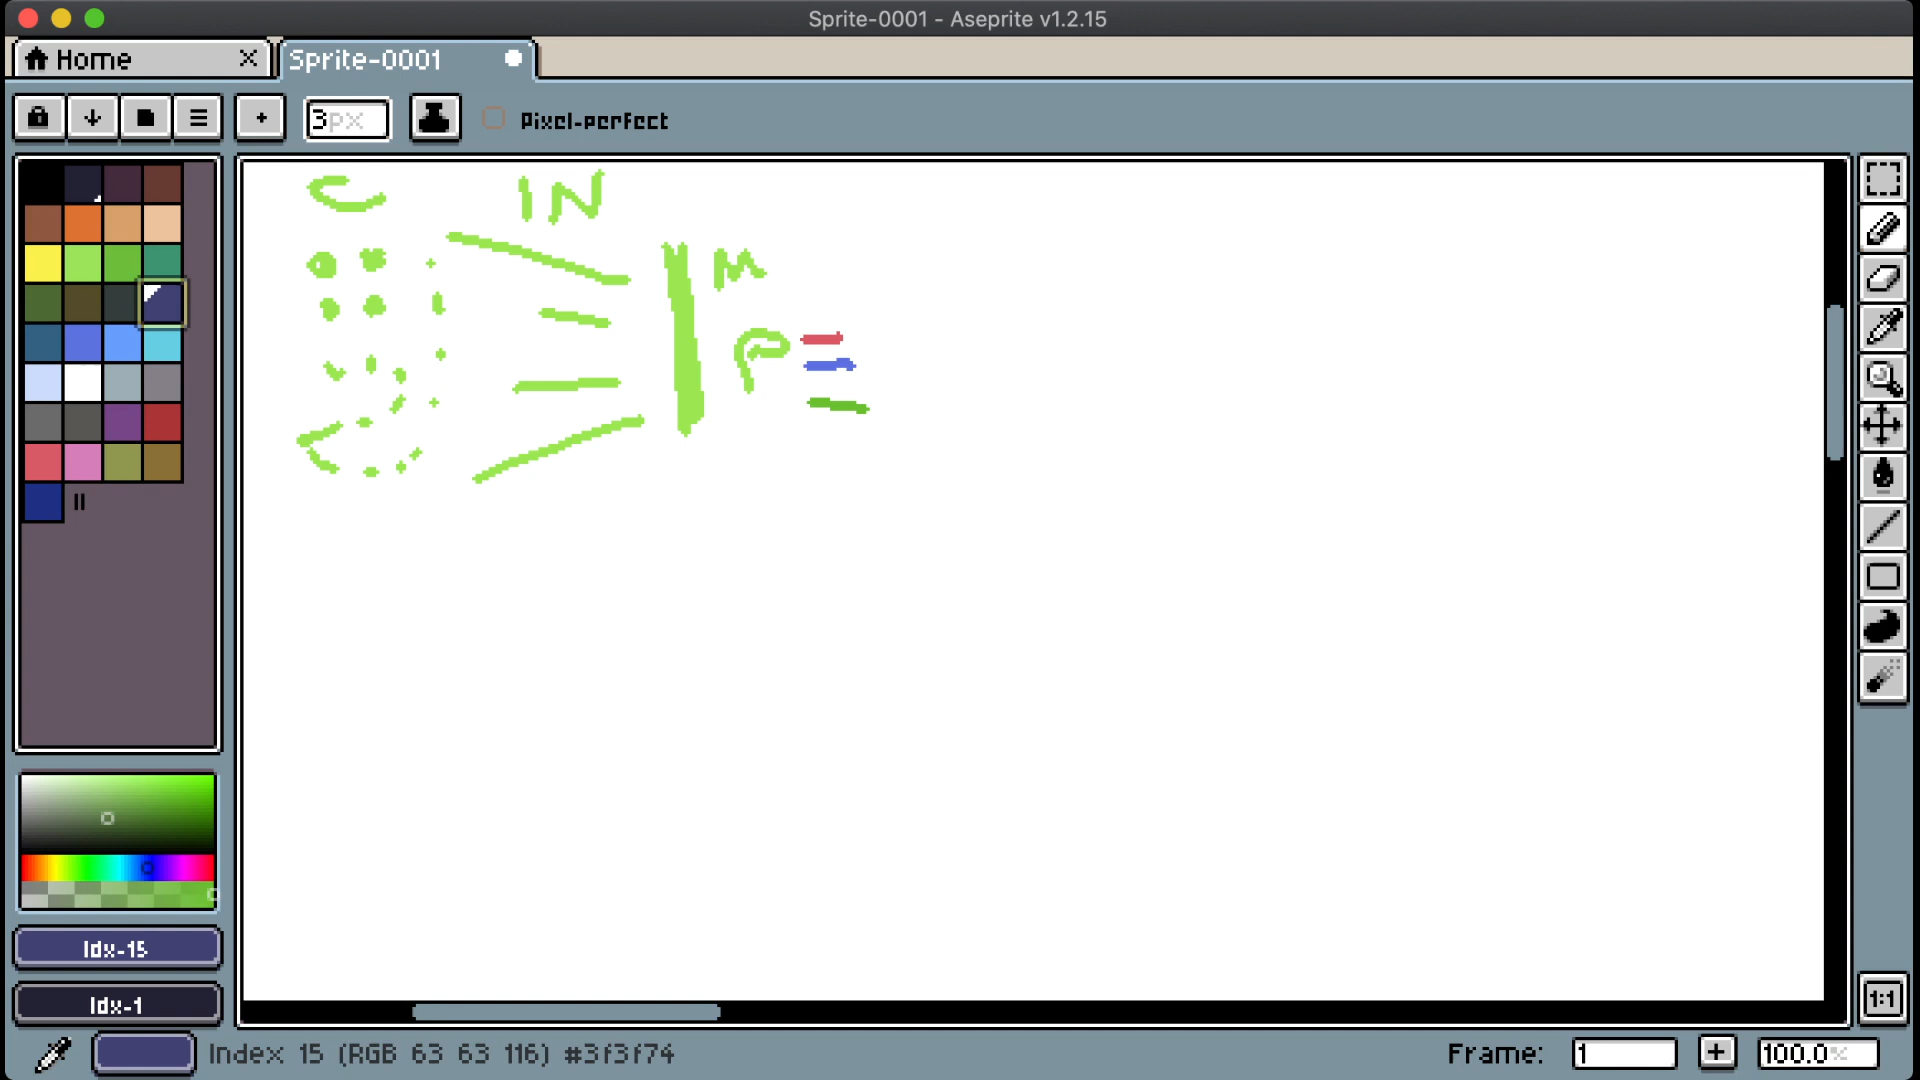 Sprite-0001 - Aseprite v1.2.15
Home
Sprite-0001
3px
Pixel-perfect
C IN
M
P
Idx-15
Idx-1
1:1
Index 15 (RGB 63 63 116) #3f3f74
Frame: 1
100.0%